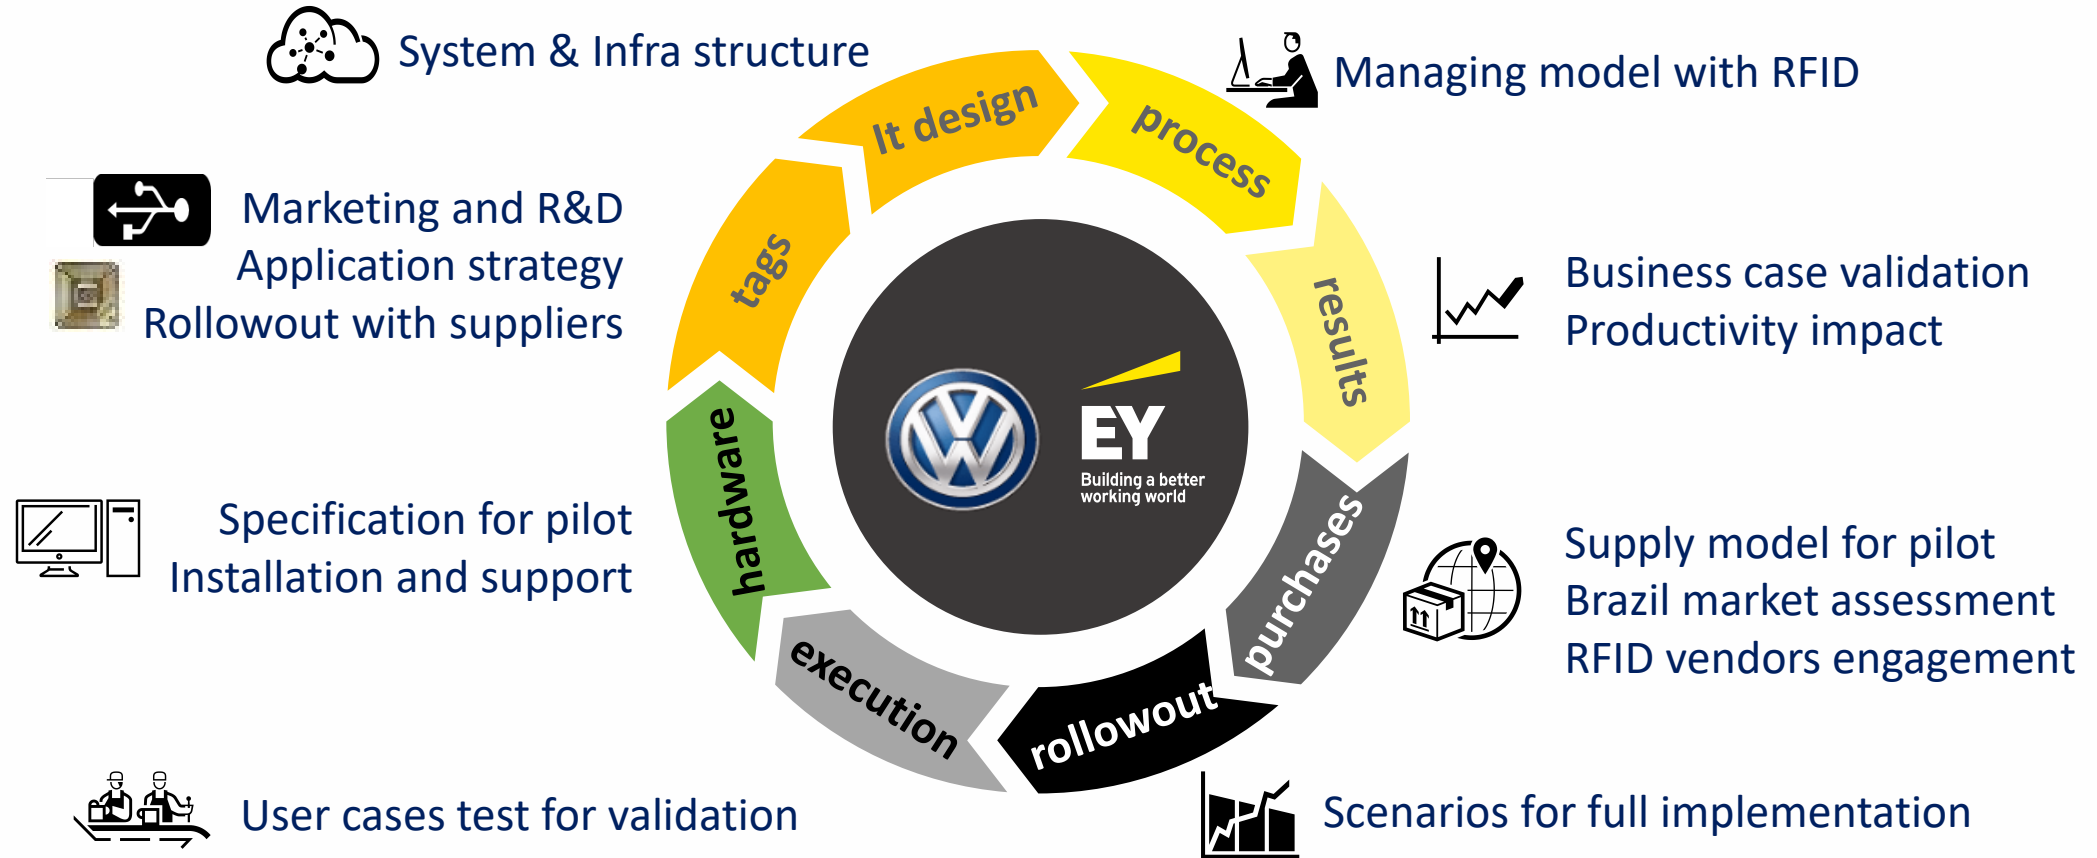 System & Infra structure
Managing model with RFID
It design
process
Marketing and R&D
Application strategy
Rollowout with suppliers
tags
results
Business case validation
Productivity impact
VW
EY
Building a better
working world
hardware
purchases
Specification for pilot
Installation and support
Supply model for pilot
Brazil market assessment
RFID vendors engagement
execution
rollowout
User cases test for validation
Scenarios for full implementation